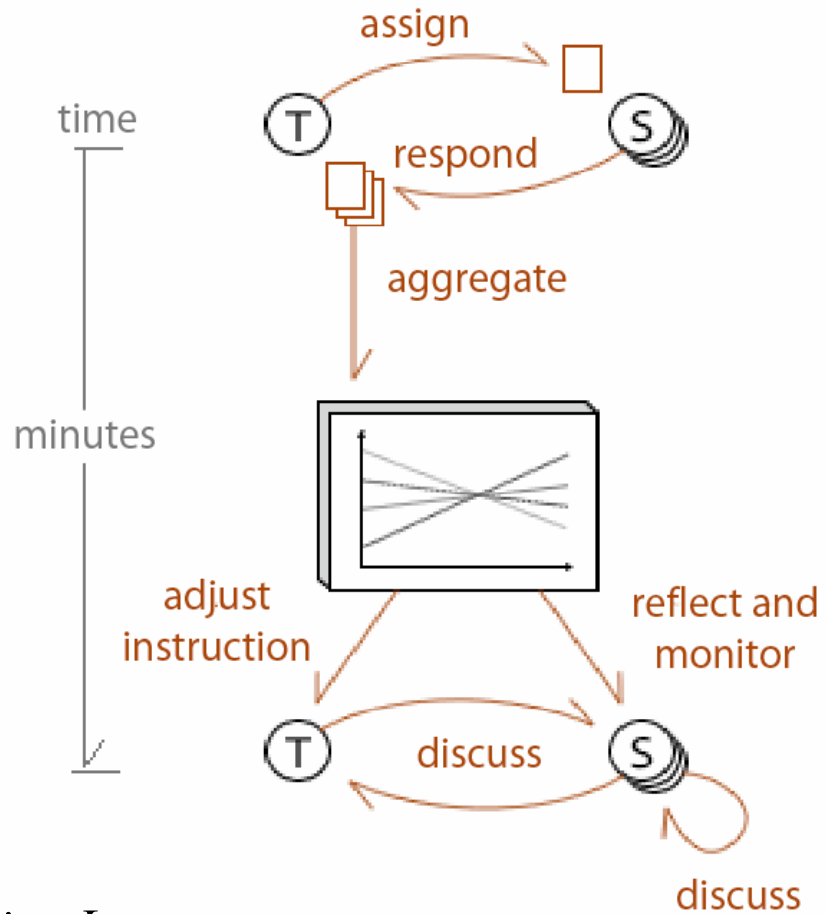 assign
time
T
S
respond
aggregate
minutes
adjust
instruction
reflect and
monitor
T
discuss
S
discuss